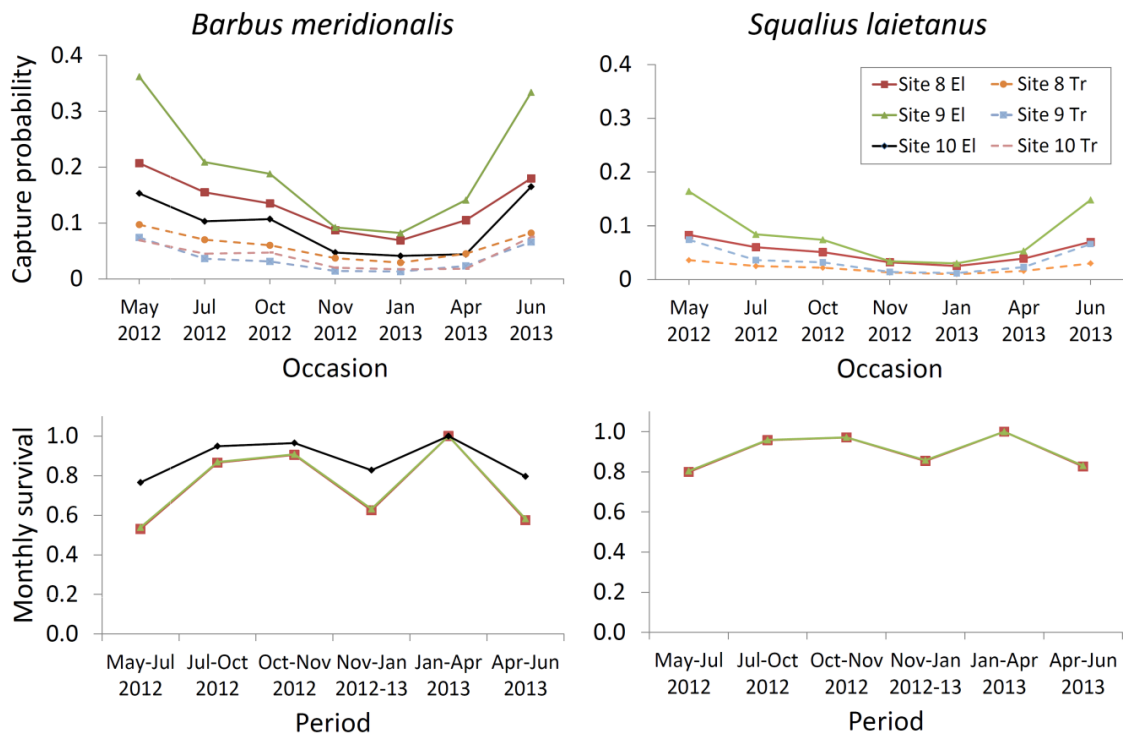 Barbus meridionalis
Squalius laietanus
Capture probability
0.4
0.3
0.2
0.1
0
May Jul Oct Nov Jan Apr Jun
2012 2012 2012 2012 2013 2013 2013
Occasion
0.4
0.3
0.2
0.1
0
Site 8 El Site 8 Tr
Site 9 El Site 9 Tr
Site 10 El Site 10 Tr
May Jul Oct Nov Jan Apr Jun
2012 2012 2012 2012 2013 2013 2013
Occasion
Monthly survival
1.0
0.8
0.6
0.4
0.2
0.0
May-Jul Jul-Oct Oct-Nov Nov-Jan Jan-Apr Apr-Jun
2012 2012 2012 2012-13 2013 2013
Period
1.0
0.8
0.6
0.4
0.2
0.0
May-Jul Jul-Oct Oct-Nov Nov-Jan Jan-Apr Apr-Jun
2012 2012 2012 2012-13 2013 2013
Period